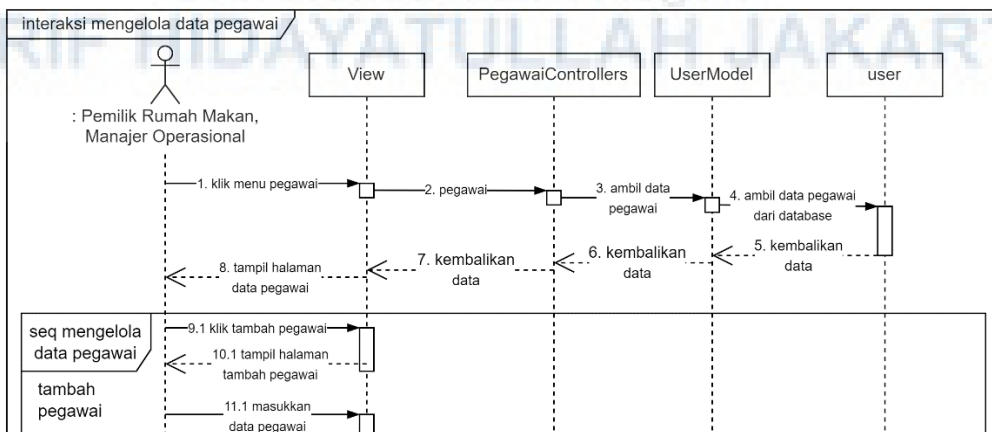 RIF HIDAYATULLAH JAKART
interaksi mengelola data pegawai
View
PegawaiControllers
UserModel
user
: Pemilik Rumah Makan,
Manajer Operasional
1. klik menu pegawai
2. pegawai
3. ambil data
pegawai
4. ambil data pegawai
dari database
5. kembalikan
data
6. kembalikan
data
7. kembalikan
data
8. tampil halaman
data pegawai
seq mengelola
data pegawai
9.1 klik tambah pegawai
10.1 tampil halaman
tambah pegawai
tambah
pegawai
11.1 masukkan
data pegawai